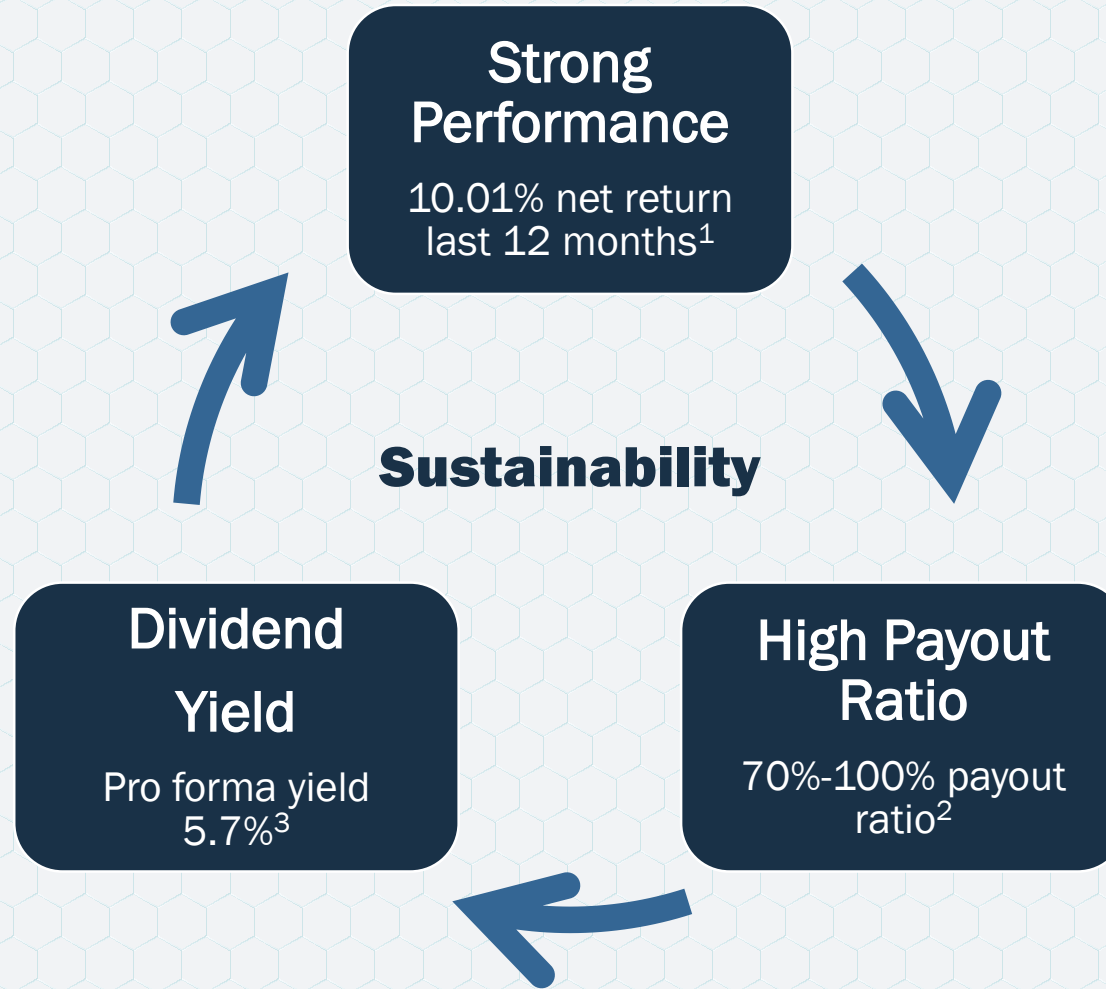 Strong
Performance
10.01% net return
last 12 months¹
Sustainability
Dividend
Yield
Pro forma yield
5.7%³
High Payout
Ratio
70%-100% payout
ratio²